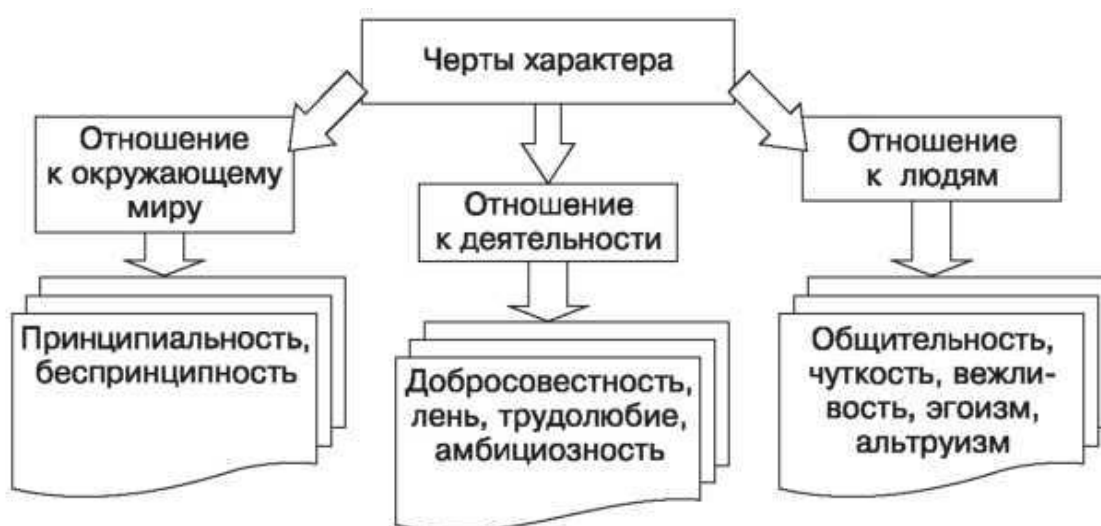 Черты характера
Отношение
к окружающему
миру
Отношение
к деятельности
Отношение
к людям
Принципиальность,
беспринципность
Добросовестность,
лень, трудолюбие,
амбициозность
Общительность,
чуткость, вежли-
вость, эгоизм,
альтруизм